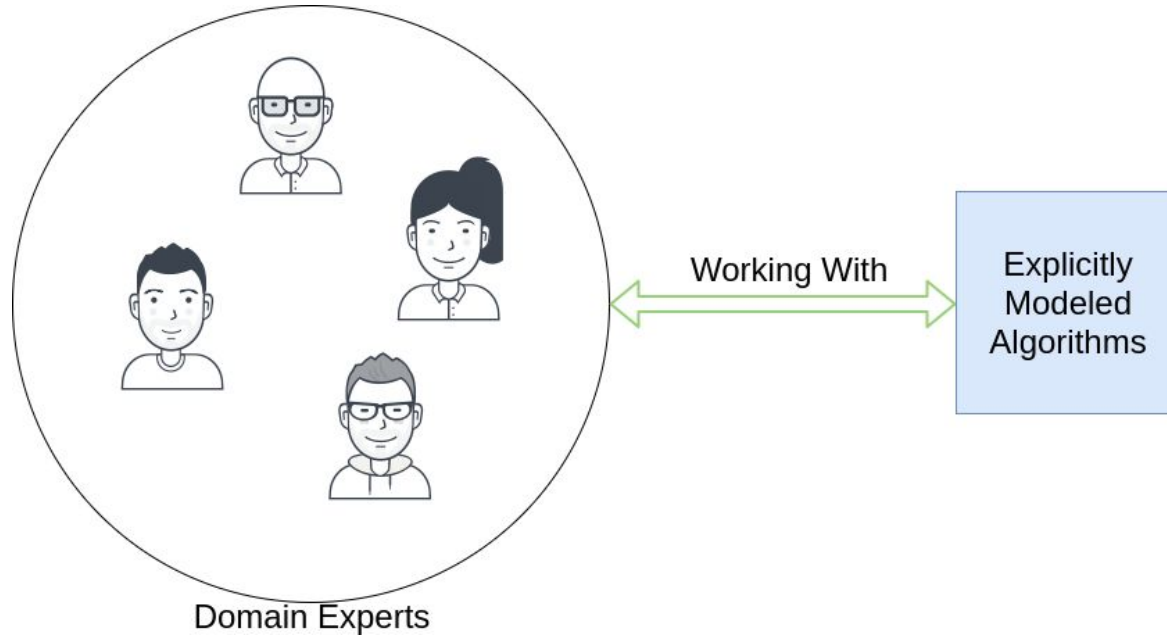 Working With
Explicitly
Modeled
Algorithms
Domain Experts